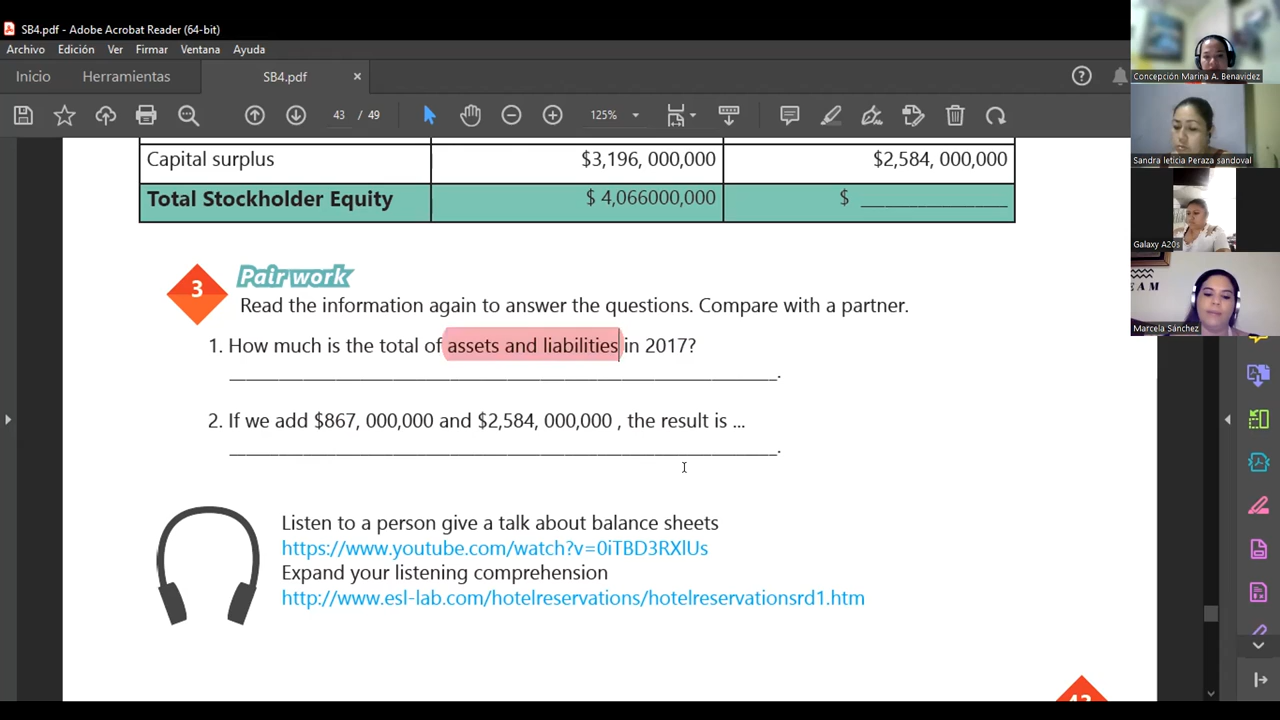 SB4.pdf - Adobe Acrobat Reader (64-bit)
Archivo Edición Ver Firmar Ventana Ayuda
Inicio Herramientas SB4.pdf ×
43 / 49 125%
Capital surplus $3,196, 000,000 $2,584, 000,000
Total Stockholder Equity $ 4,066000,000 $ _______________
3 Pair work
Read the information again to answer the questions. Compare with a partner.
1. How much is the total of assets and liabilities in 2017?
_______________________________________________________.
2. If we add $867, 000,000 and $2,584, 000,000 , the result is ...
_______________________________________________________.
Listen to a person give a talk about balance sheets
https://www.youtube.com/watch?v=0iTBD3RXlUs
Expand your listening comprehension
http://www.esl-lab.com/hotelreservations/hotelreservationsrd1.htm
Concepción Marina A. Benavidez
Sandra leticia Peraza sandoval
Galaxy A20s
EAM
Marcela Sánchez